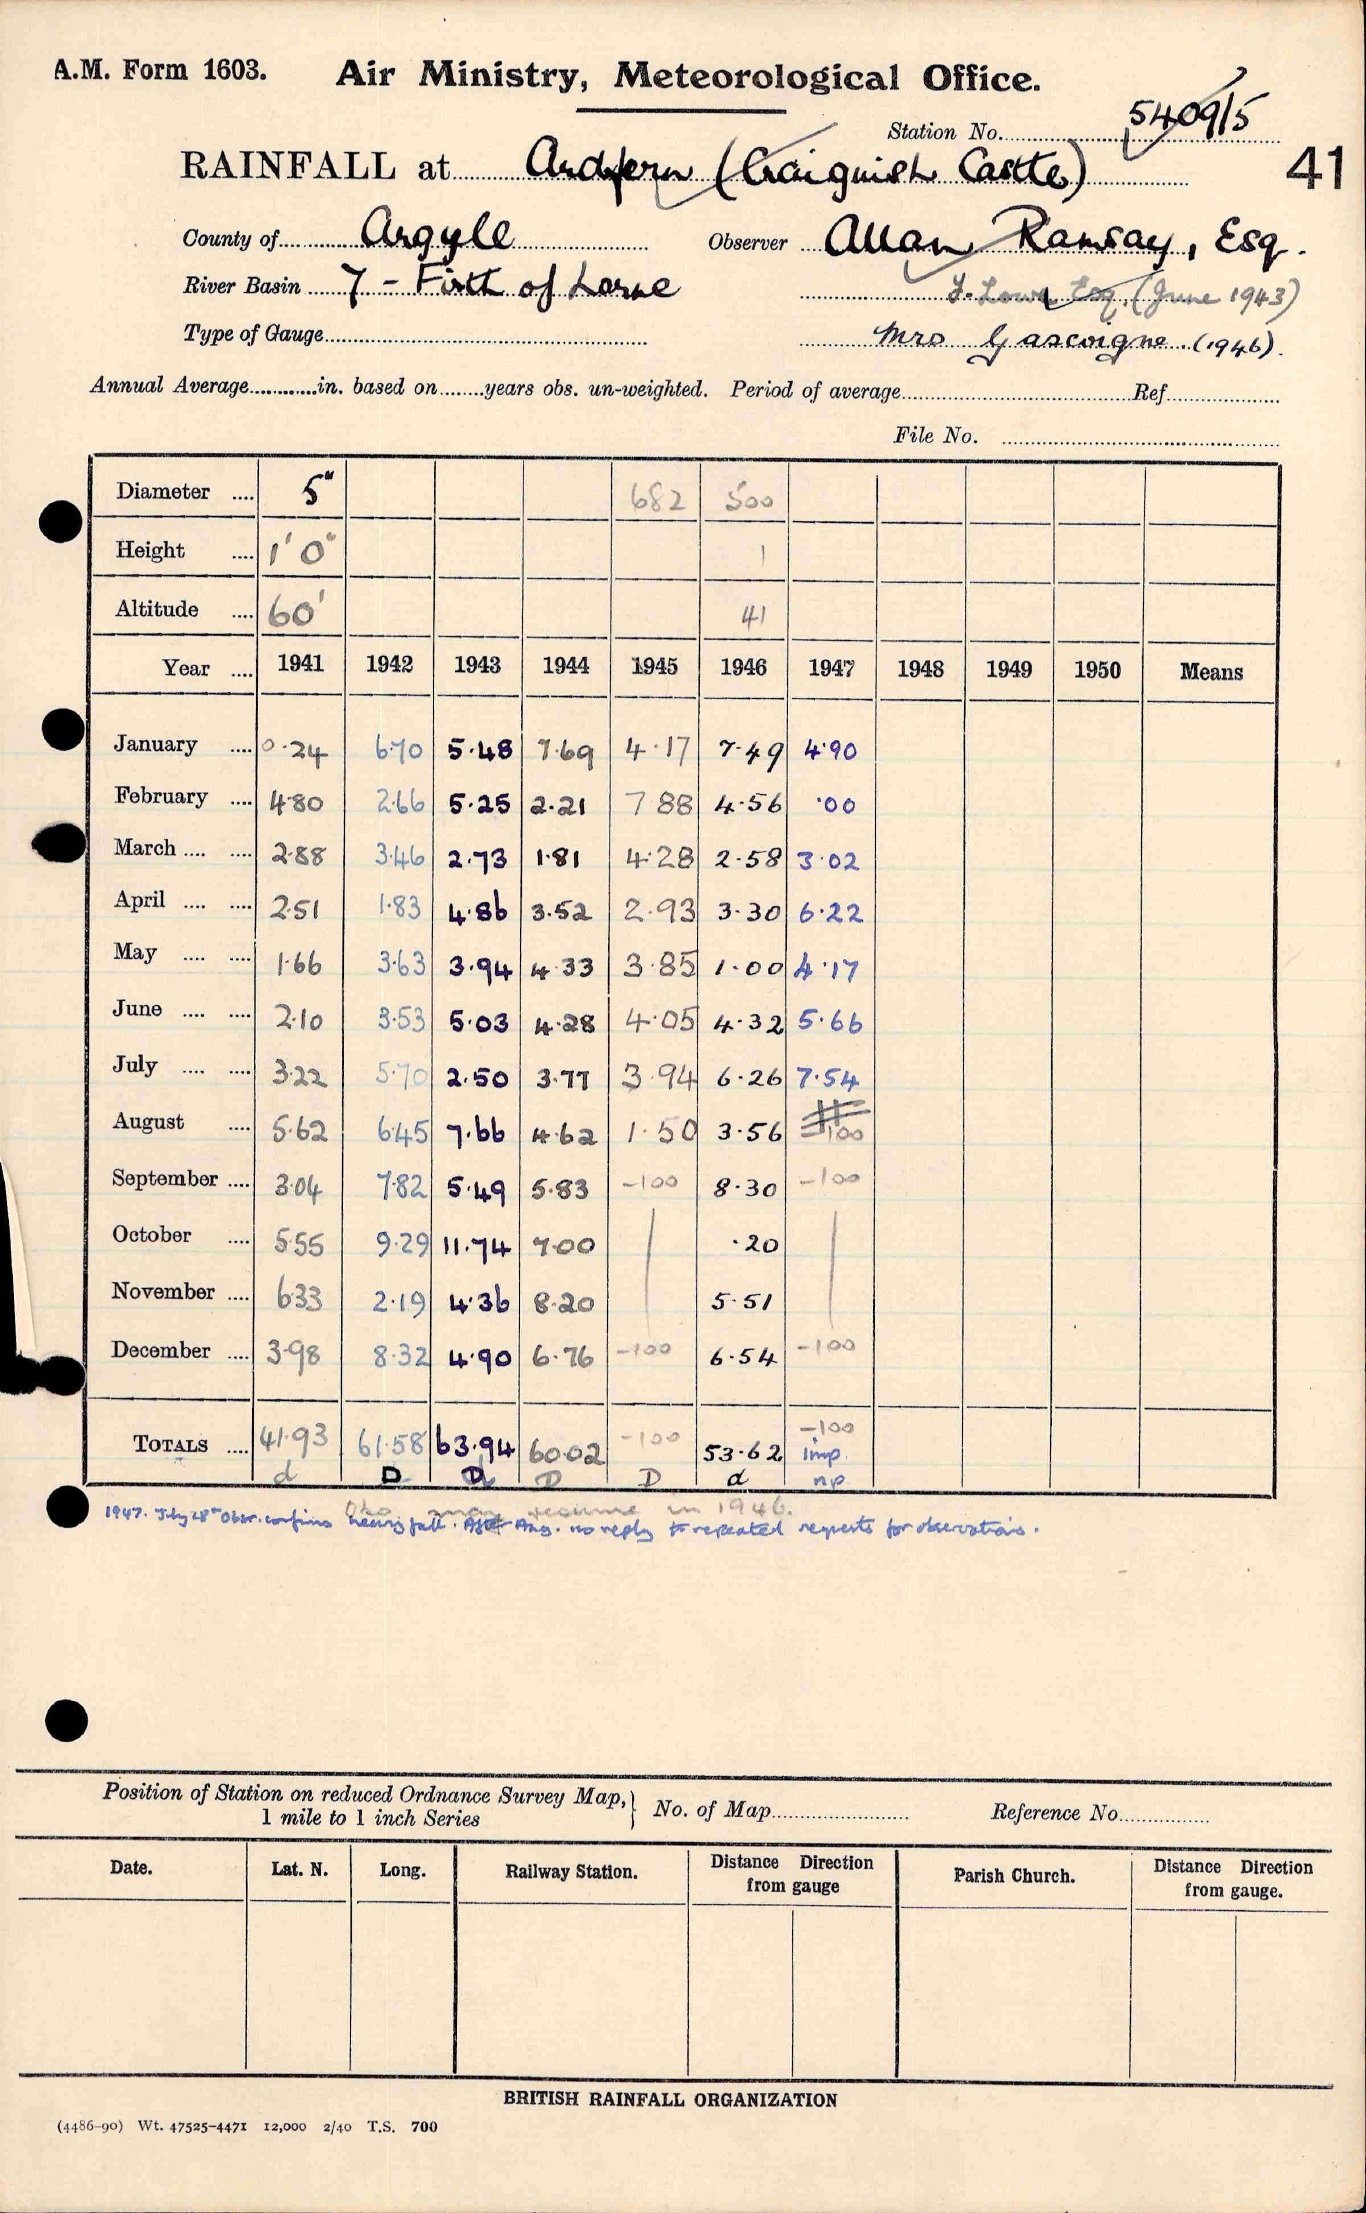 A.M. Form 1603. Air Ministry, Meteorological Office.
Station No. 5409/5
RAINFALL at Ardfern (Craignish Castle) 41
County of Argyle Observer Allan Ramsay, Esq.
River Basin 7 - Firth of Lorne Esq, (June 1943)
Type of Gauge Mrs Gascoigne (1946).
Annual Average in. based on years obs. un-weighted. Period of average Ref.
File No.
Diameter 5" 682 500
Height 1' 0" 1
Altitude 60' 41
Year 1941 1942 1943 1944 1945 1946 1947 1948 1949 1950 Means
January 0.24 6.70 5.48 7.69 4.17 7.49 4.90
February 4.80 2.66 5.25 2.21 7.88 4.56 .00
March 2.88 3.46 2.73 1.81 4.28 2.58 3.02
April 2.51 1.83 4.86 3.52 2.93 3.30 6.22
May 1.66 3.63 3.94 4.33 3.85 1.00 4.17
June 2.10 3.53 5.03 4.28 4.05 4.32 5.66
July 3.22 5.70 2.50 3.77 3.94 6.26 7.54
August 5.62 6.45 7.66 4.62 1.50 3.56 -100
September 3.04 7.82 5.49 5.83 -100 8.30 -100
October 5.55 9.29 11.74 7.00 .20
November 6.33 2.19 4.36 8.20 5.51
December 3.98 8.32 4.90 6.76 -100 6.54 -100
TOTALS 41.93 61.58 63.94 60.02 -100 53.62 -100 imp.
d D D D D d np
Obs. may resume in 1946.
1947. July 28th Obser. confirms heavy fall. After Aug. no reply to repeated requests for observations.
Position of Station on reduced Ordnance Survey Map, } No. of Map Reference No.
1 mile to 1 inch Series
Date. Lat. N. Long. Railway Station. Distance Direction from gauge Parish Church. Distance Direction from gauge.
BRITISH RAINFALL ORGANIZATION
(4486-90) Wt. 47525-4471 12,000 2/40 T.S. 700